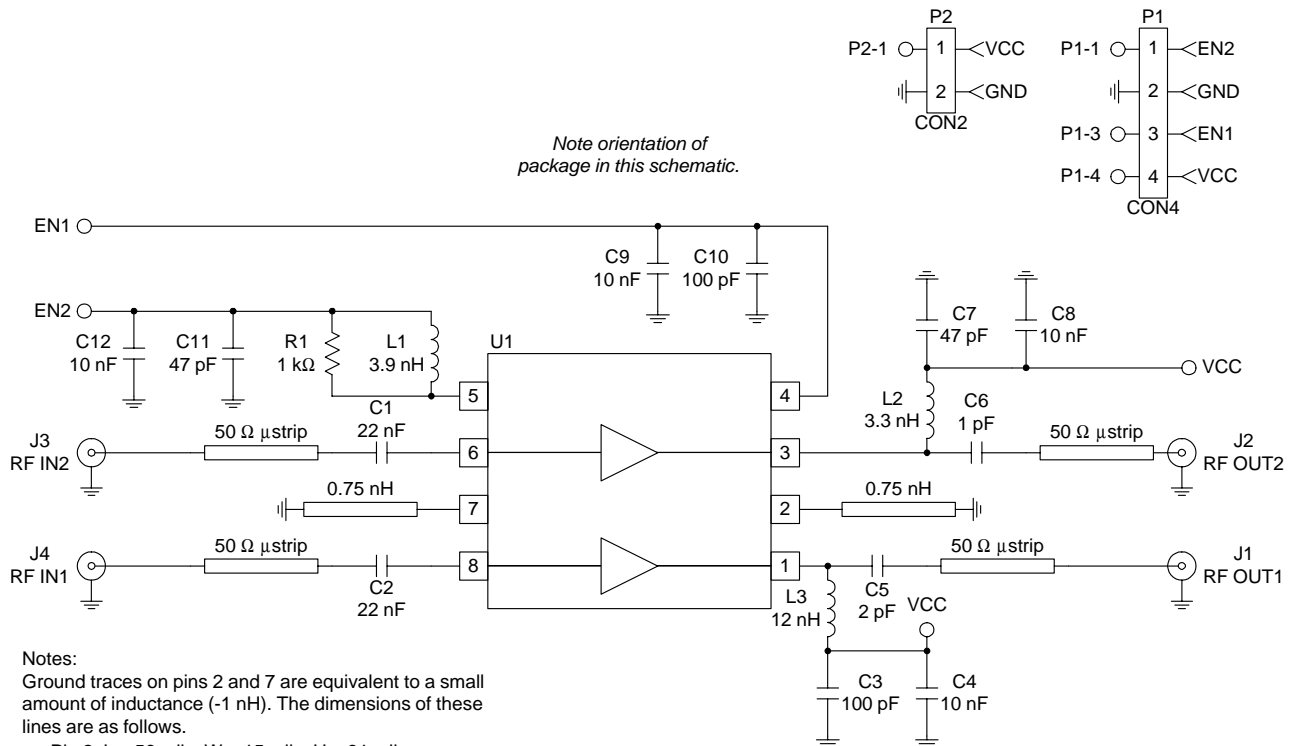 P2
P2-1
1
VCC
2
GND
CON2
P1
P1-1
1
EN2
2
GND
P1-3
3
EN1
P1-4
4
VCC
CON4
Note orientation of
package in this schematic.
EN1
C9
10 nF
C10
100 pF
EN2
C12
10 nF
C11
47 pF
R1
1 kΩ
L1
3.9 nH
U1
C7
47 pF
C8
10 nF
VCC
5
4
L2
3.3 nH
C6
1 pF
J3
RF IN2
50 Ω µstrip
C1
22 nF
6
3
50 Ω µstrip
J2
RF OUT2
0.75 nH
7
2
0.75 nH
J4
RF IN1
50 Ω µstrip
C2
22 nF
8
1
L3
12 nH
C5
2 pF
50 Ω µstrip
J1
RF OUT1
VCC
C3
100 pF
C4
10 nF
Notes:
Ground traces on pins 2 and 7 are equivalent to a small
amount of inductance (-1 nH). The dimensions of these
lines are as follows.